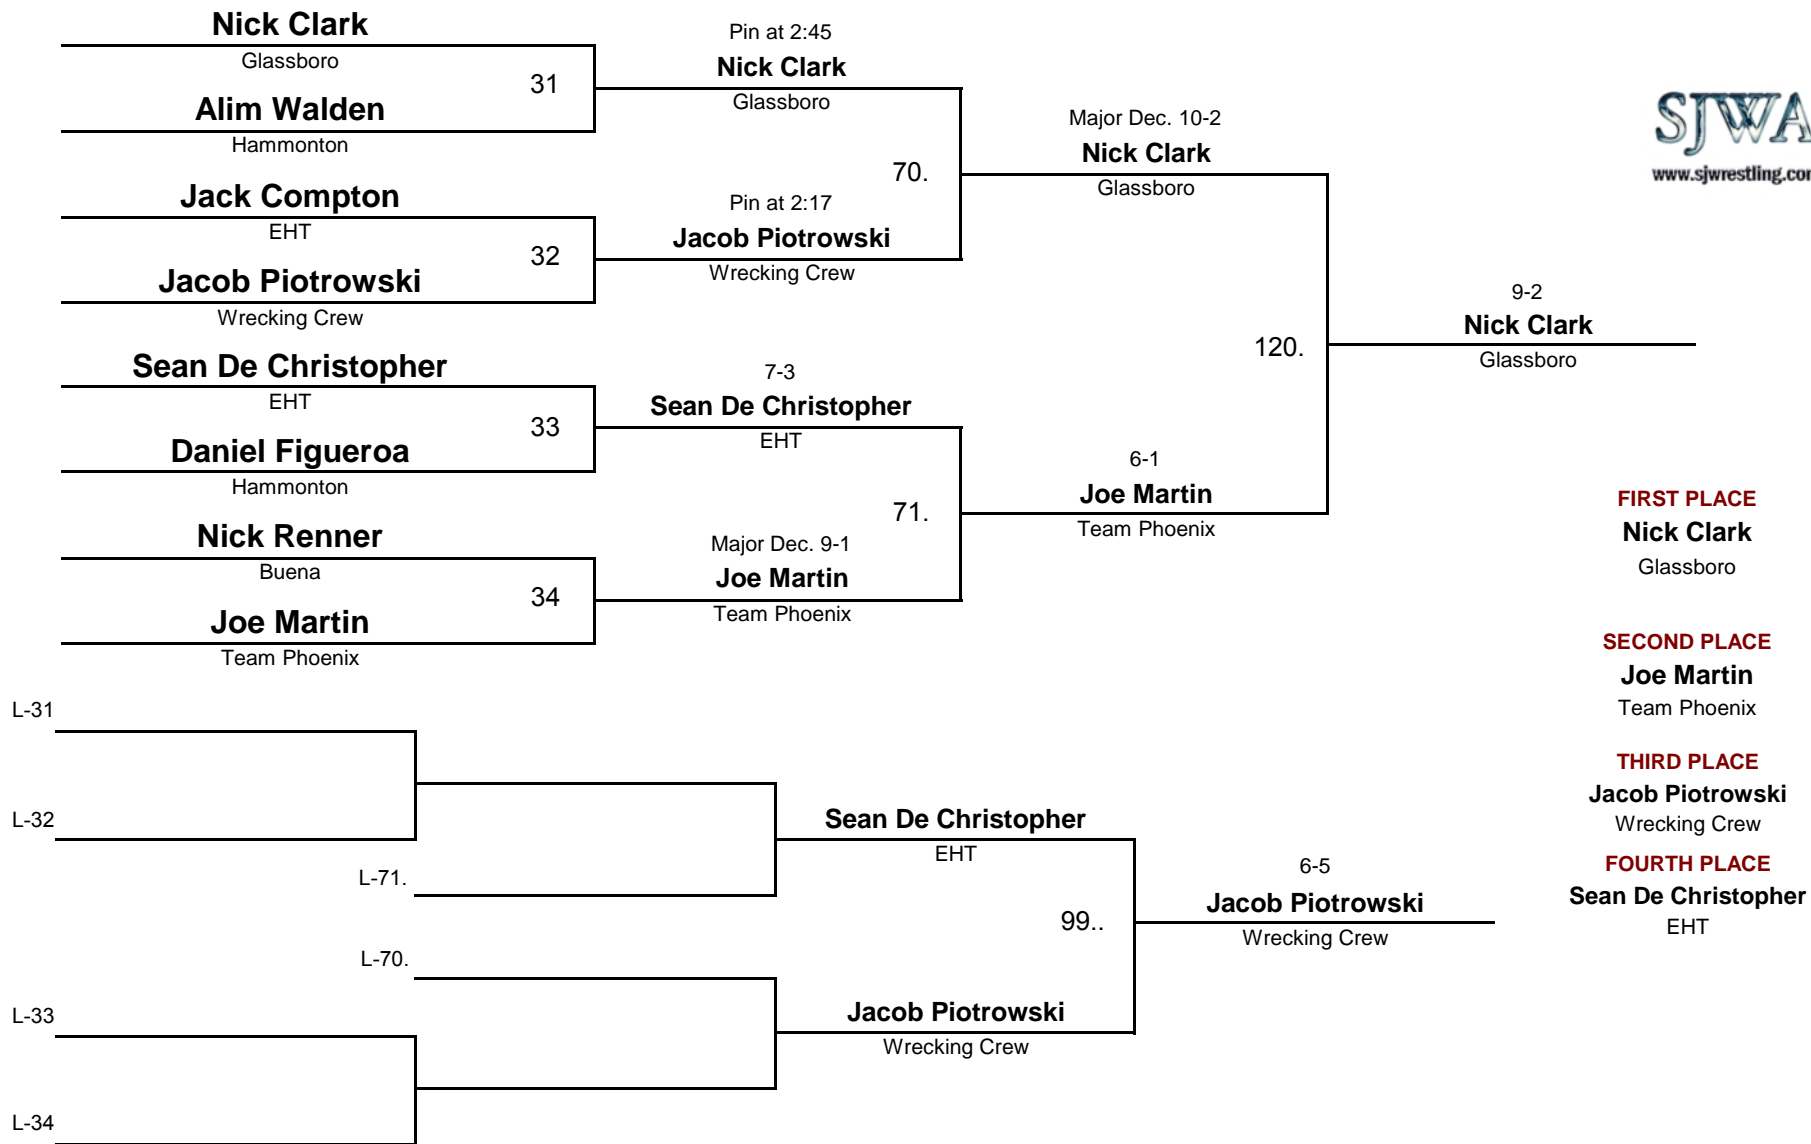 Nick Clark
Glassboro
31
Alim Walden
Hammonton
Jack Compton
EHT
32
Jacob Piotrowski
Wrecking Crew
Sean De Christopher
EHT
33
Daniel Figueroa
Hammonton
Nick Renner
Buena
34
Joe Martin
Team Phoenix
Pin at 2:45
Nick Clark
Glassboro
70.
Pin at 2:17
Jacob Piotrowski
Wrecking Crew
7-3
Sean De Christopher
EHT
71.
Major Dec. 9-1
Joe Martin
Team Phoenix
Major Dec. 10-2
Nick Clark
Glassboro
120.
6-1
Joe Martin
Team Phoenix
9-2
Nick Clark
Glassboro
SJWA
www.sjwrestling.com
FIRST PLACE
Nick Clark
Glassboro
SECOND PLACE
Joe Martin
Team Phoenix
THIRD PLACE
Jacob Piotrowski
Wrecking Crew
FOURTH PLACE
Sean De Christopher
EHT
L-31
L-32
L-71.
L-70.
L-33
L-34
Sean De Christopher
EHT
99..
Jacob Piotrowski
Wrecking Crew
6-5
Jacob Piotrowski
Wrecking Crew